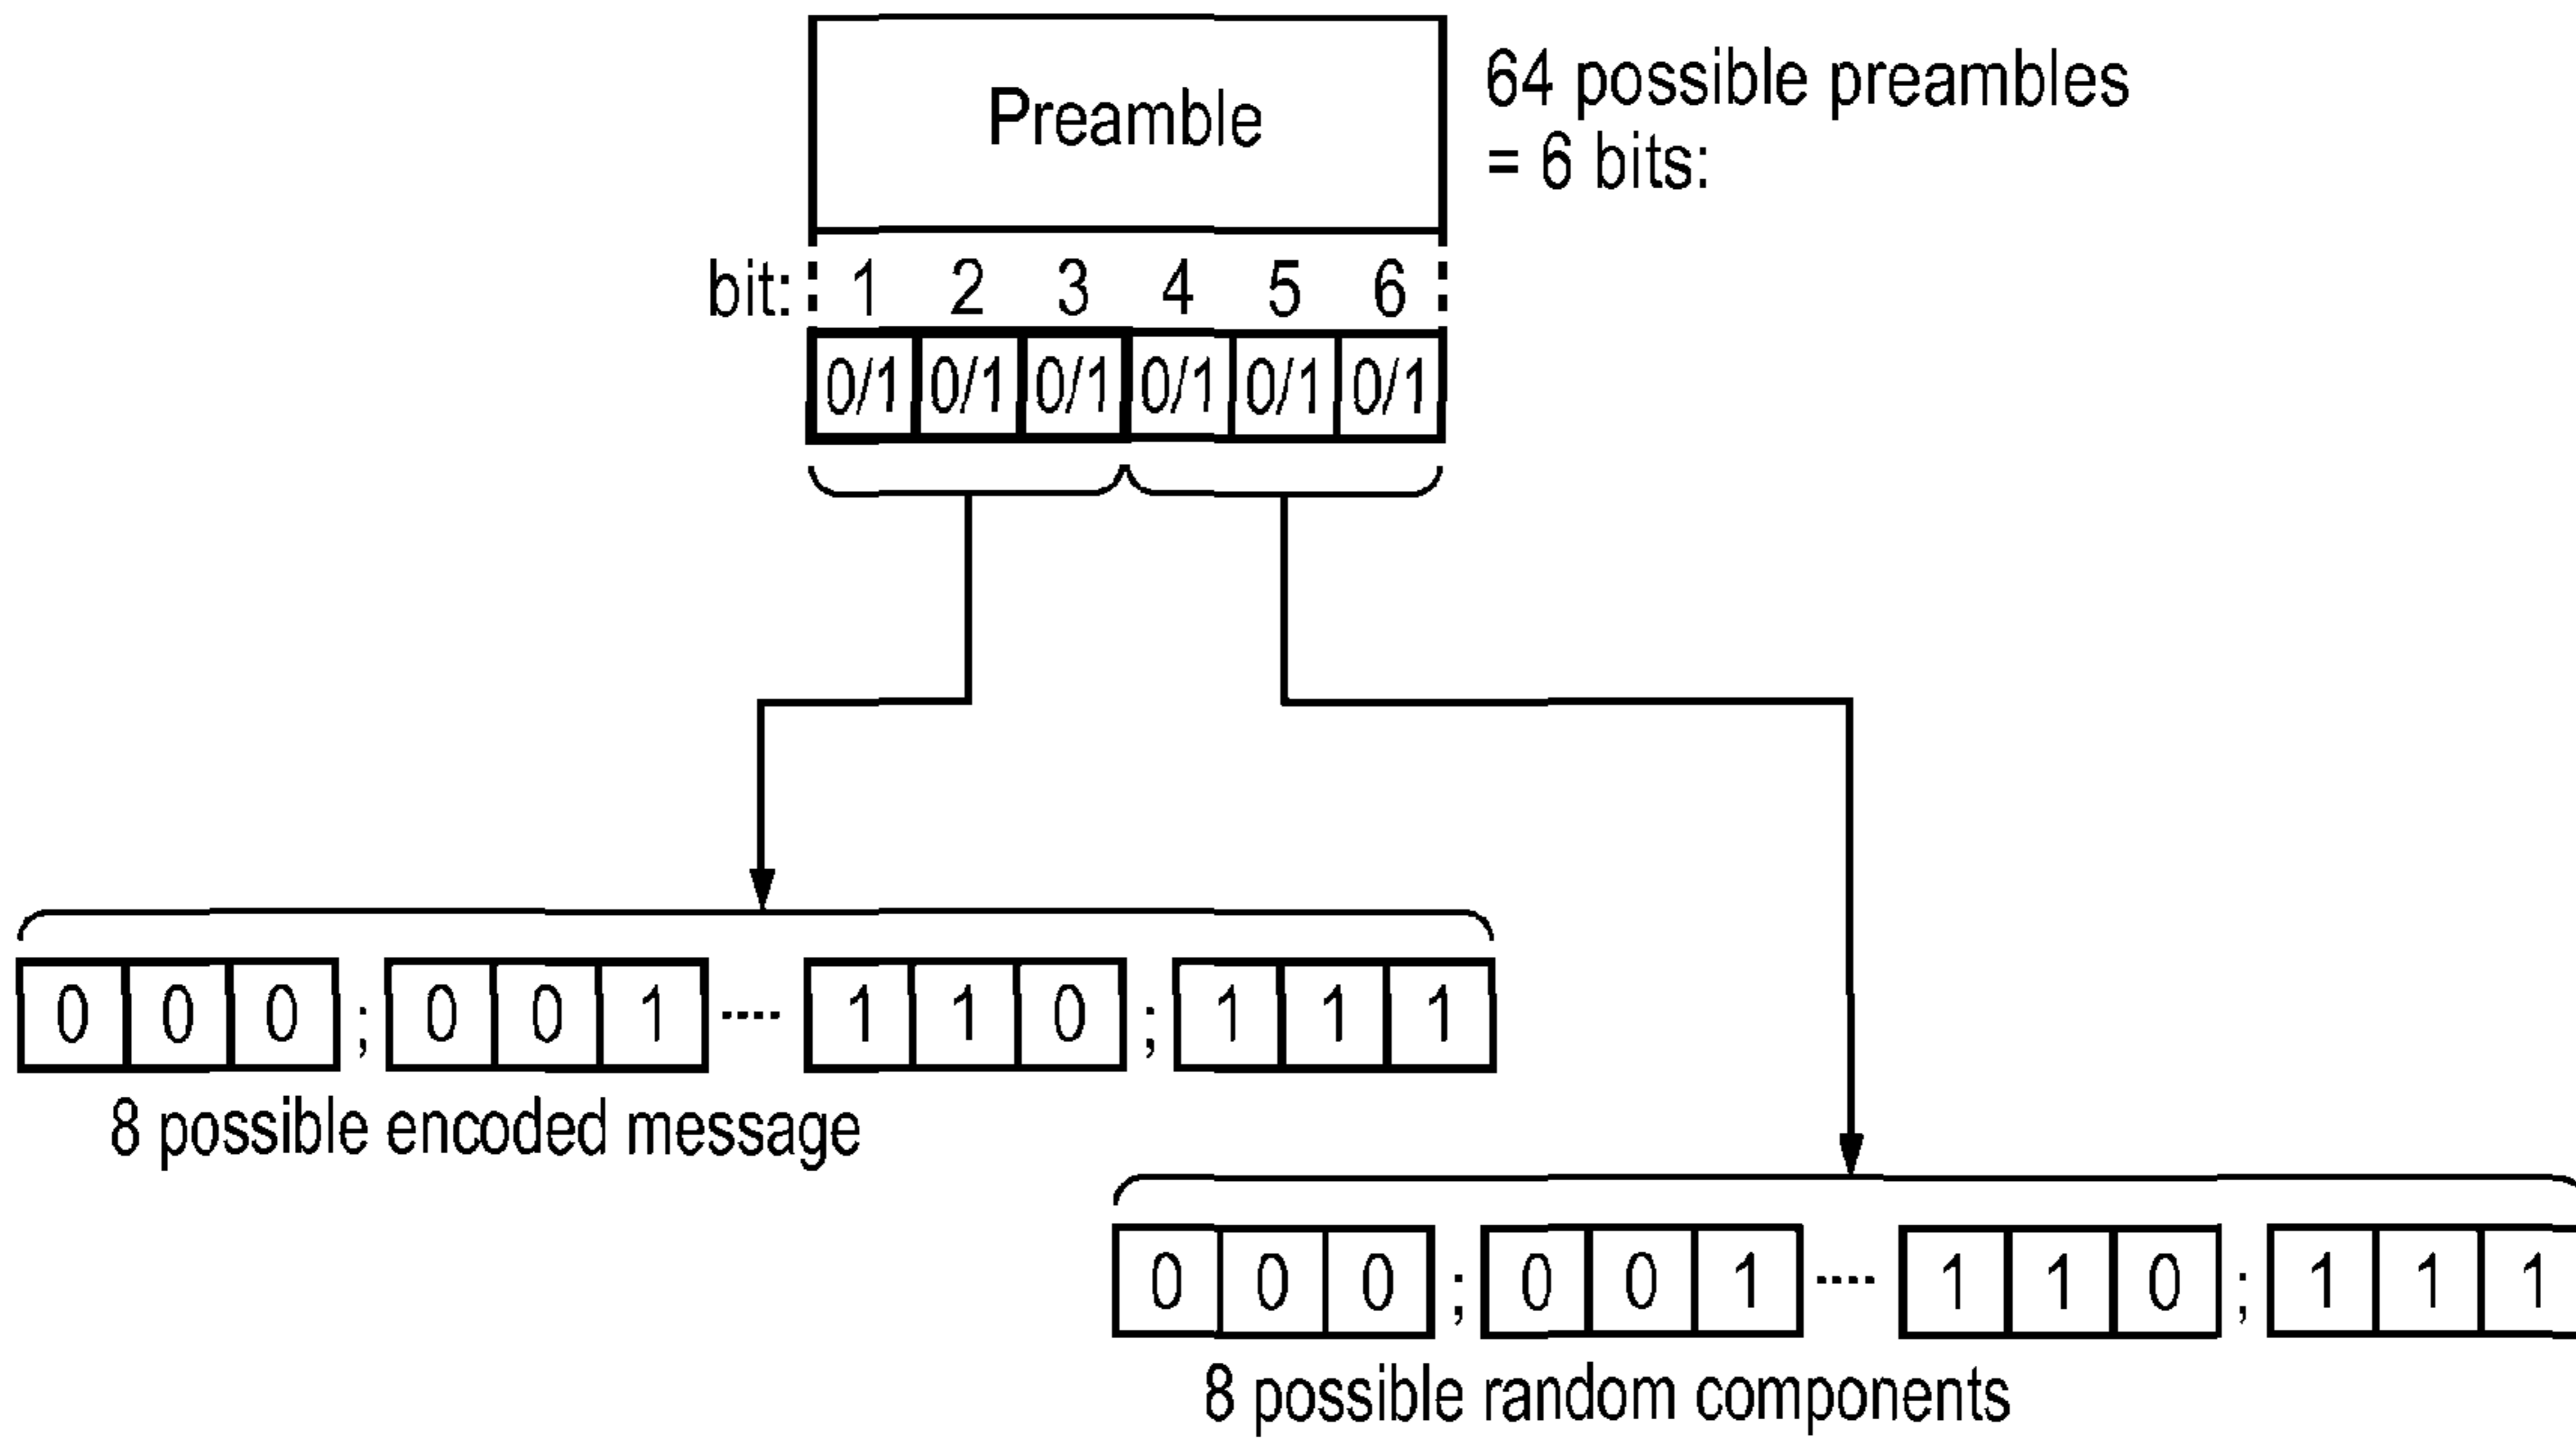 Preamble
64 possible preambles
= 6 bits:
bit: 1 2 3 4 5 6
0/1 0/1 0/1 0/1 0/1 0/1
0 0 0 ; 0 0 1 ···· 1 1 0 ; 1 1 1
8 possible encoded message
0 0 0 ; 0 0 1 ···· 1 1 0 ; 1 1 1
8 possible random components